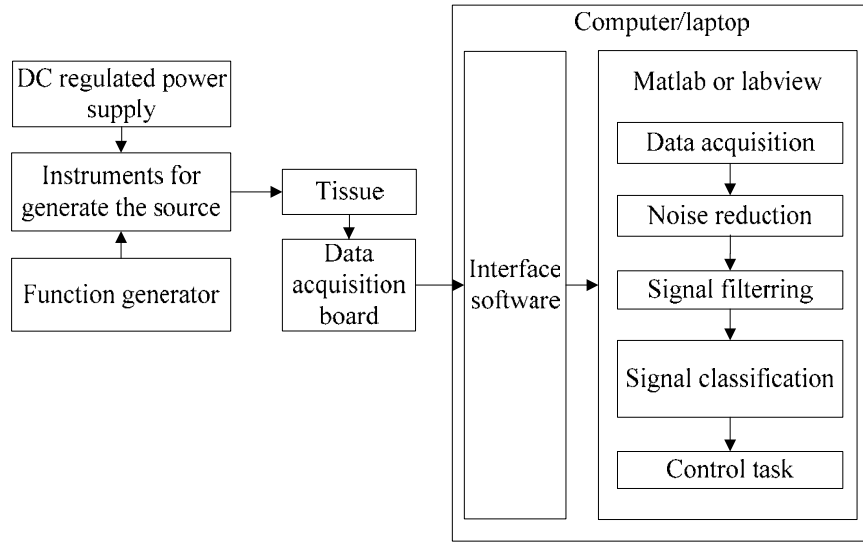 Computer/laptop
DC regulated power
supply
Instruments for
generate the source
Function generator
Tissue
Data
acquisition
board
Interface
software
Matlab or labview
Data acquisition
Noise reduction
Signal filterring
Signal classification
Control task